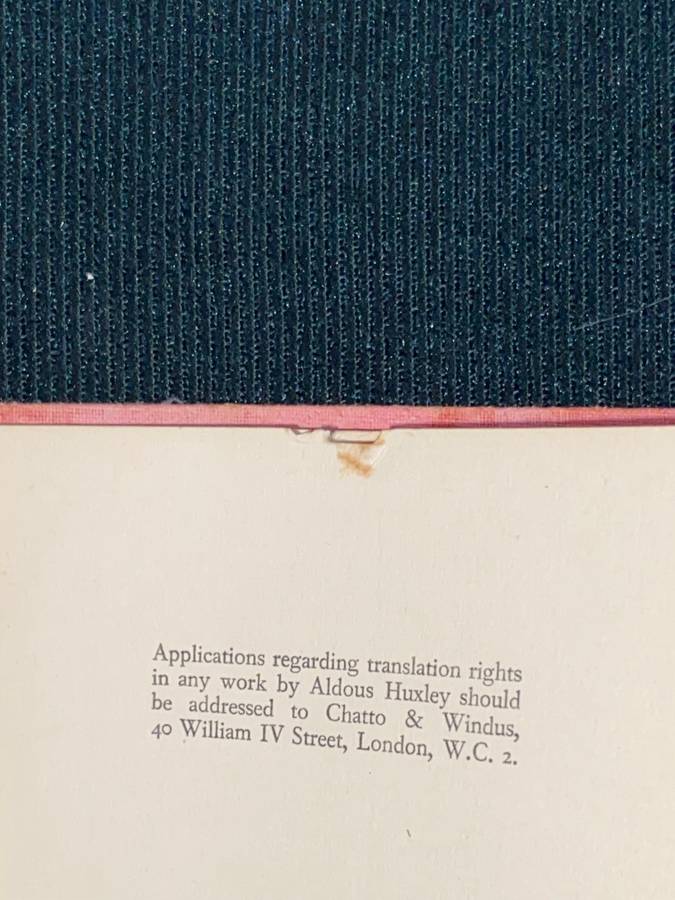 Applications regarding translation rights
in any work by Aldous Huxley should
be addressed to Chatto & Windus,
40 William IV Street, London, W.C. 2.